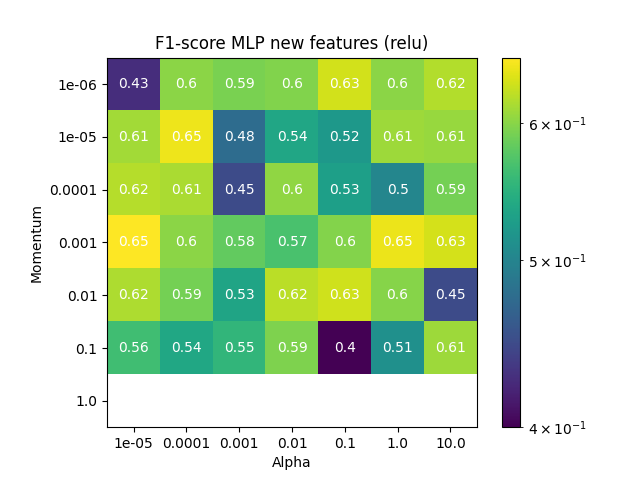 F1-score MLP new features (relu)
1e-06 0.43 0.6 0.59 0.6 0.63 0.6 0.62
1e-05 0.61 0.65 0.48 0.54 0.52 0.61 0.61
0.0001 0.62 0.61 0.45 0.6 0.53 0.5 0.59
0.001 0.65 0.6 0.58 0.57 0.6 0.65 0.63
0.01 0.62 0.59 0.53 0.62 0.63 0.6 0.45
0.1 0.56 0.54 0.55 0.59 0.4 0.51 0.61
1.0
1e-05 0.0001 0.001 0.01 0.1 1.0 10.0
Alpha
Momentum
6 × 10⁻¹
5 × 10⁻¹
4 × 10⁻¹